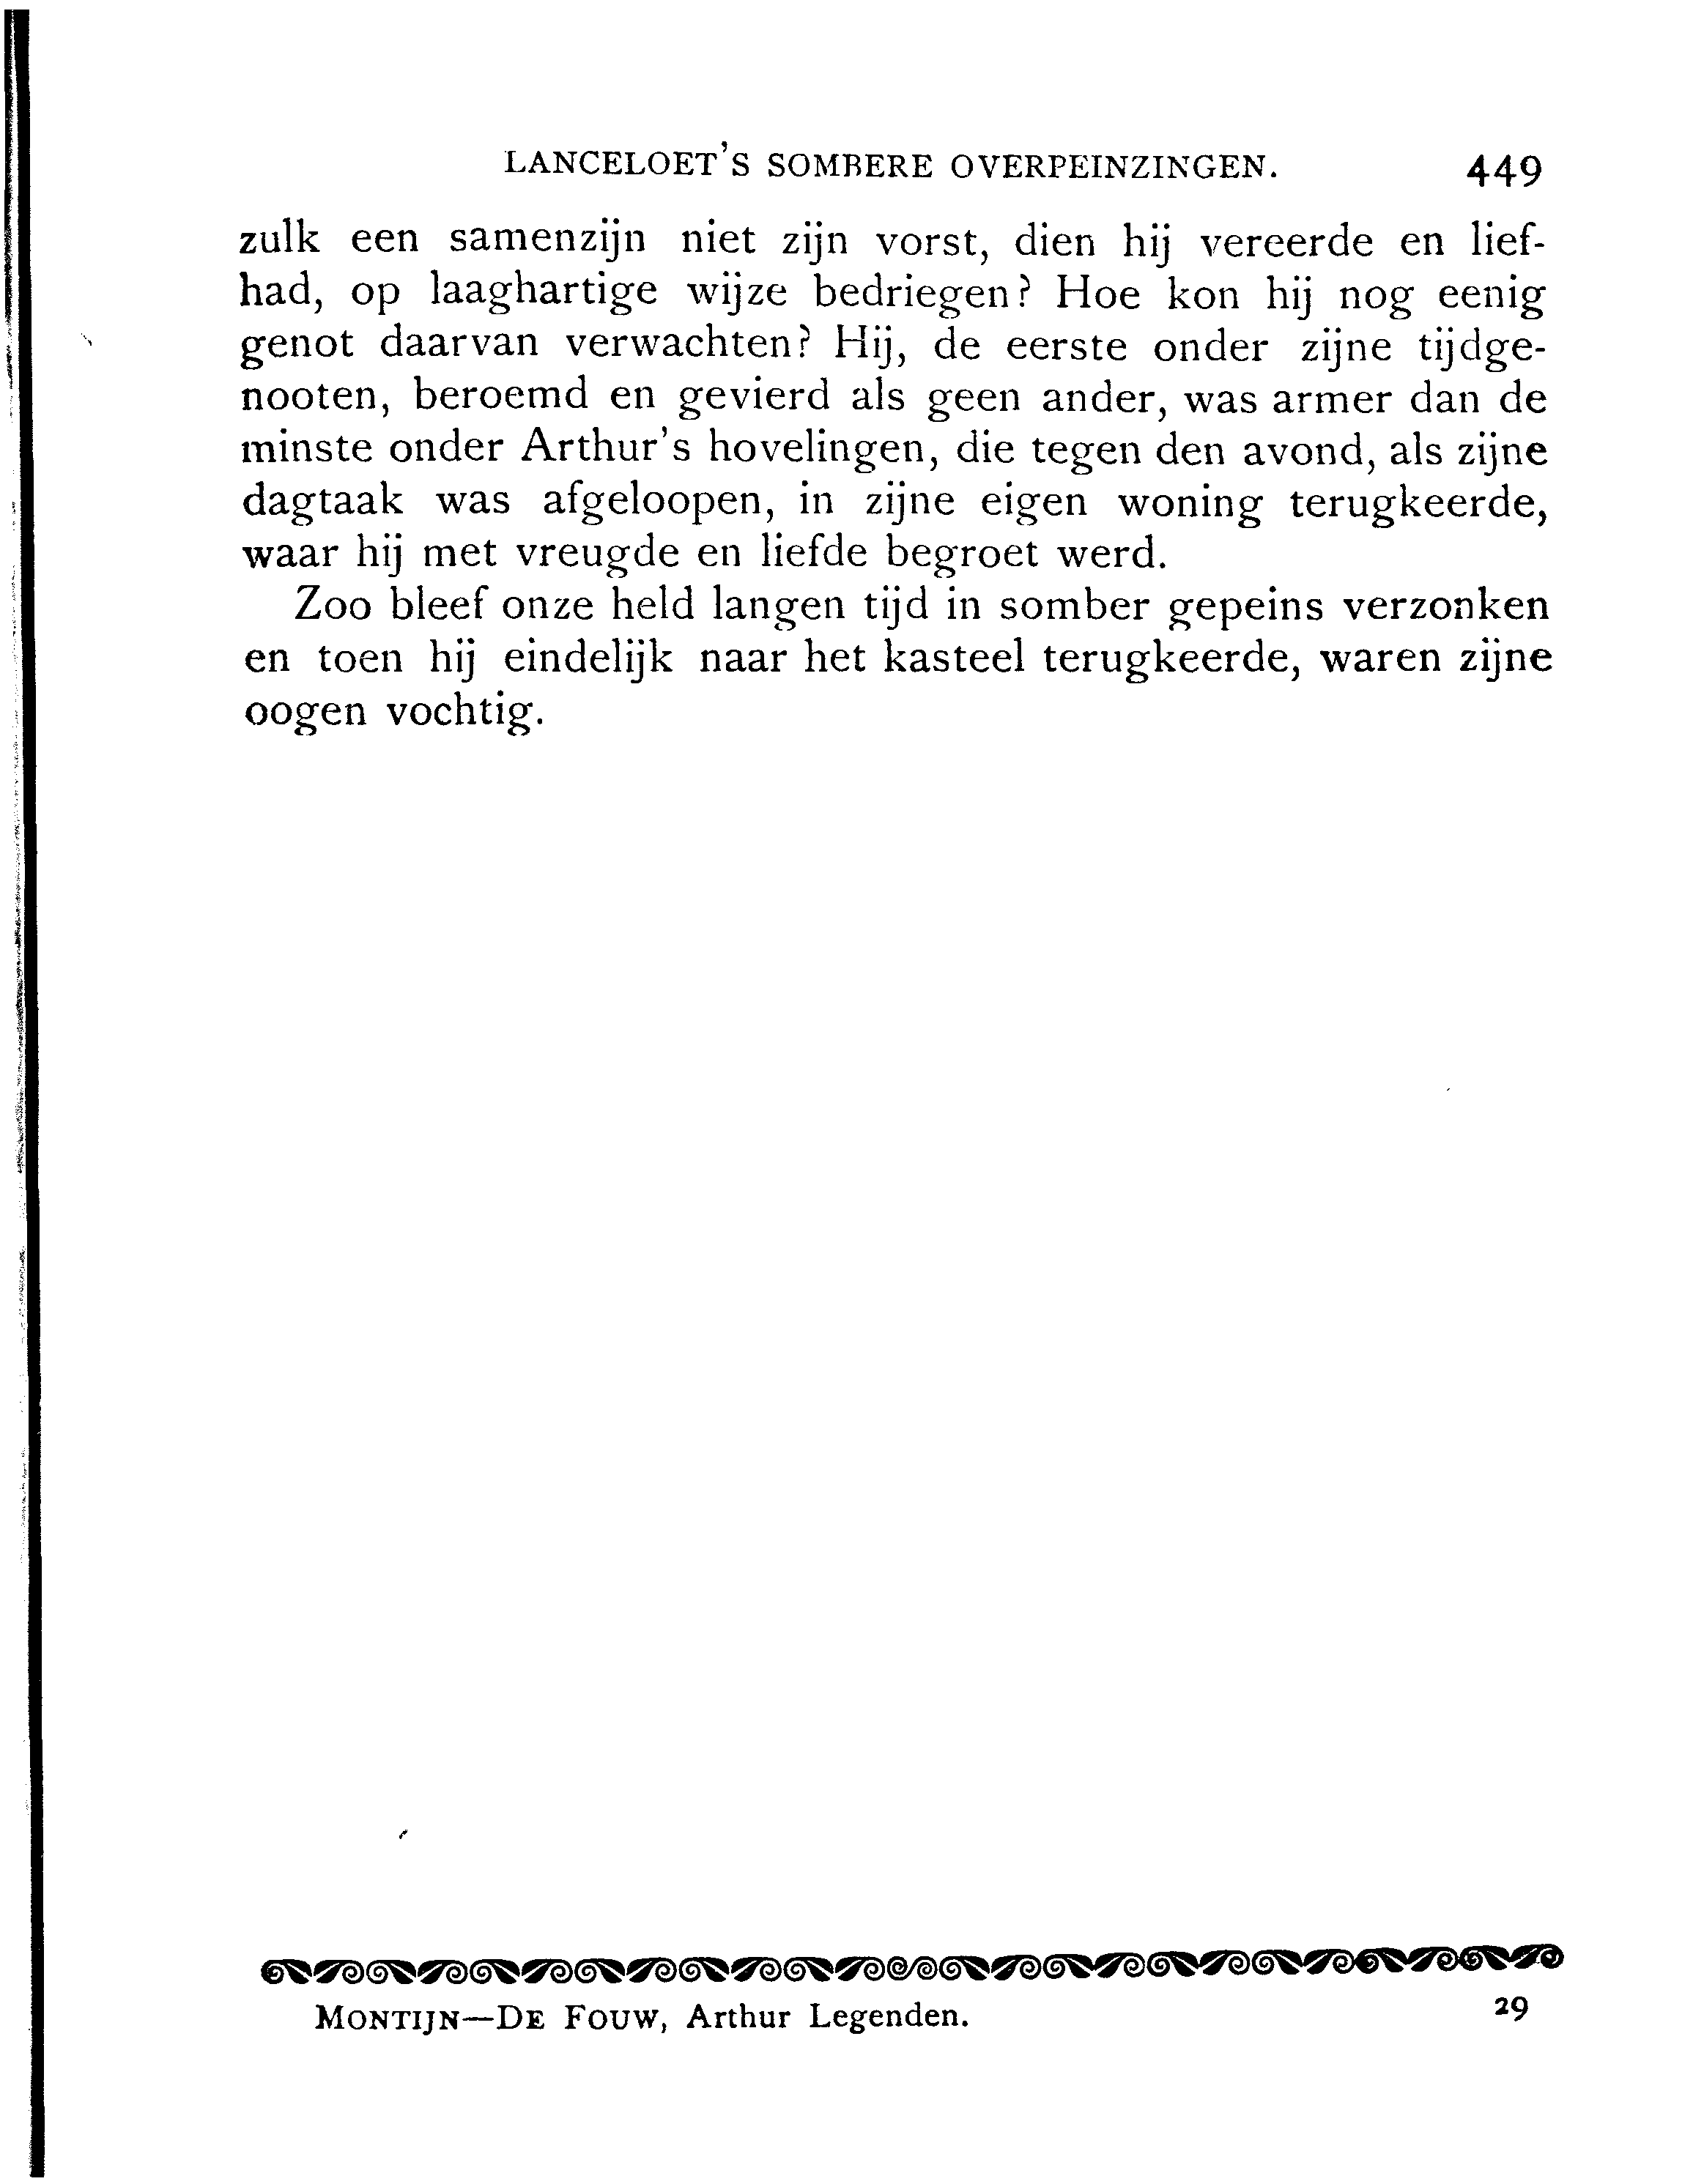 LANCELOET'S SOMBERE OVERPEINZINGEN. 449
zulk een samenzijn niet zijn vorst, dien hij vereerde en lief-
had, op laaghartige wijze bedriegen? Hoe kon hij nog eenig
genot daarvan verwachten? Hij, de eerste onder zijne tijdge-
nooten, beroemd en gevierd als geen ander, was armer dan de
minste onder Arthur's hovelingen, die tegen den avond, als zijne
dagtaak was afgeloopen, in zijne eigen woning terugkeerde,
waar hij met vreugde en liefde begroet werd.
Zoo bleef onze held langen tijd in somber gepeins verzonken
en toen hij eindelijk naar het kasteel terugkeerde, waren zijne
oogen vochtig.
MONTIJN—DE FOUW, Arthur Legenden. 29